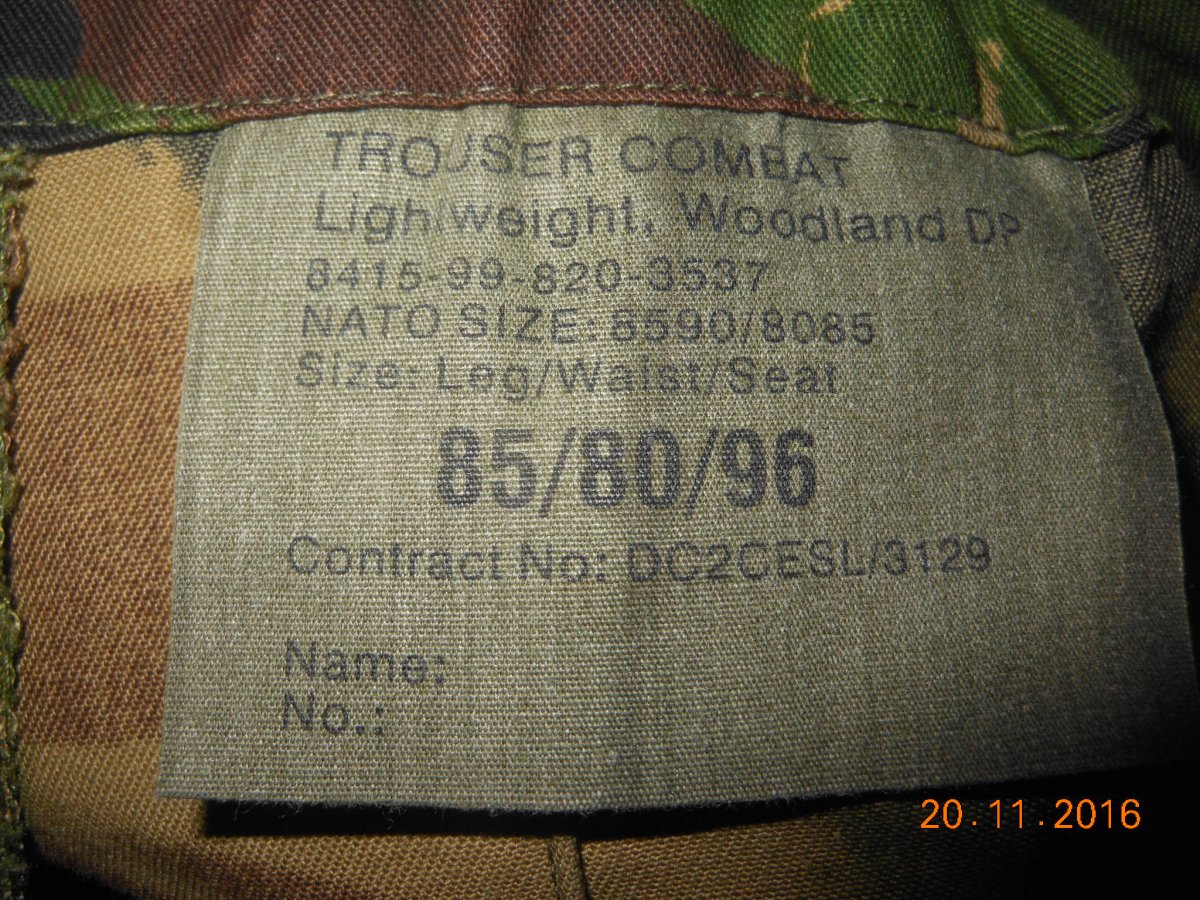 TROUSER COMBAT
Lightweight, Woodland DP
8415-99-820-3537
NATO SIZE: 8590/8085
Size: Leg/Waist/Seat
85/80/96
Contract No: DC2CESL/3129
Name:
No.:
20.11.2016